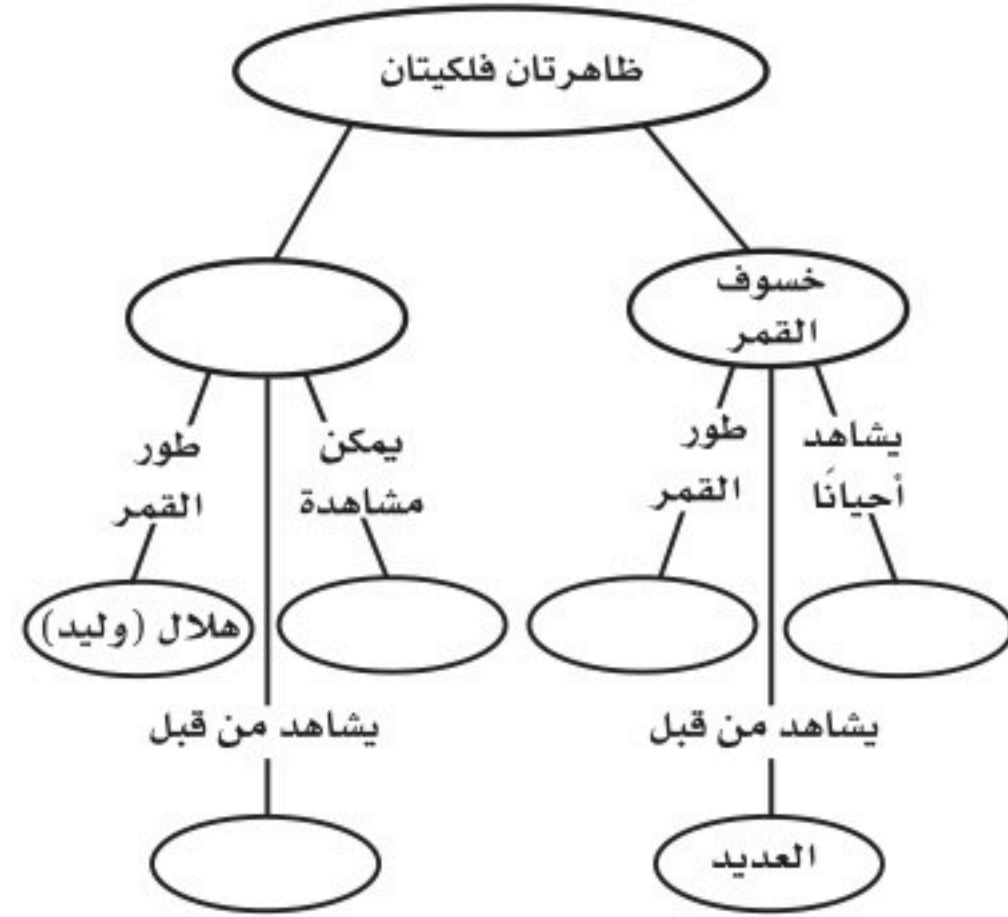 ظاهرتان فلكيتان
خسوف
القمر
يشاهد
أحيانًا
طور
القمر
يمكن
مشاهدة
طور
القمر
هلال (وليد)
يشاهد من قبل
يشاهد من قبل
العديد